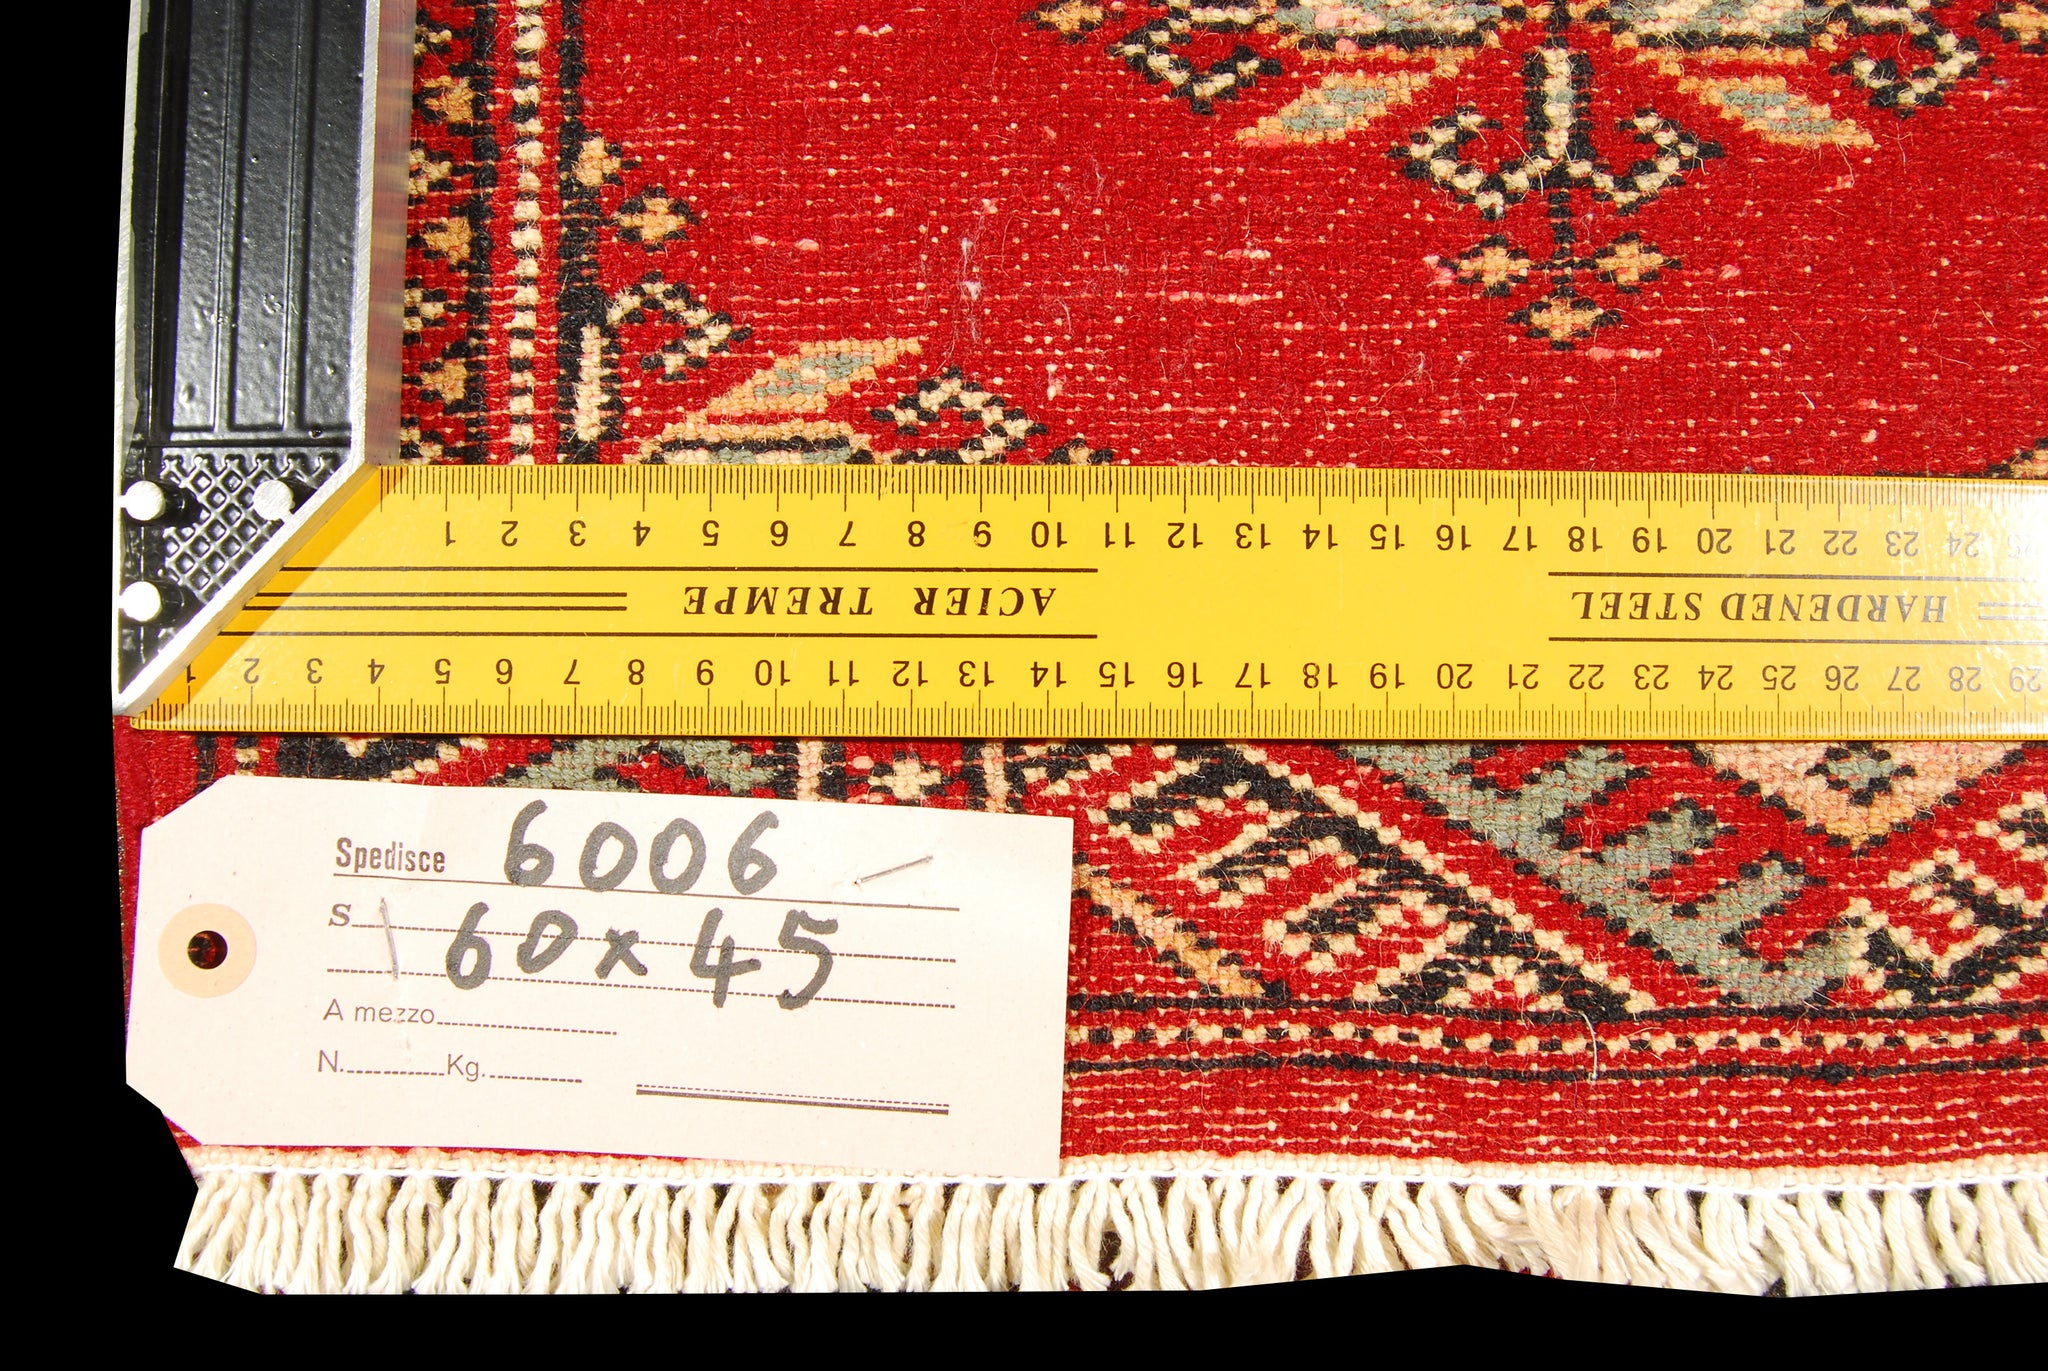 1 2 3 4 5 6 7 8 9 10 11 12 13 14 15 16 17 18 19 20 21 22 23 24 25
ACIER TREMPE
HARDENED STEEL
1 2 3 4 5 6 7 8 9 10 11 12 13 14 15 16 17 18 19 20 21 22 23 24 25 26 27 28 29
Spedisce 6006
S 60x45
A mezzo
N. Kg.